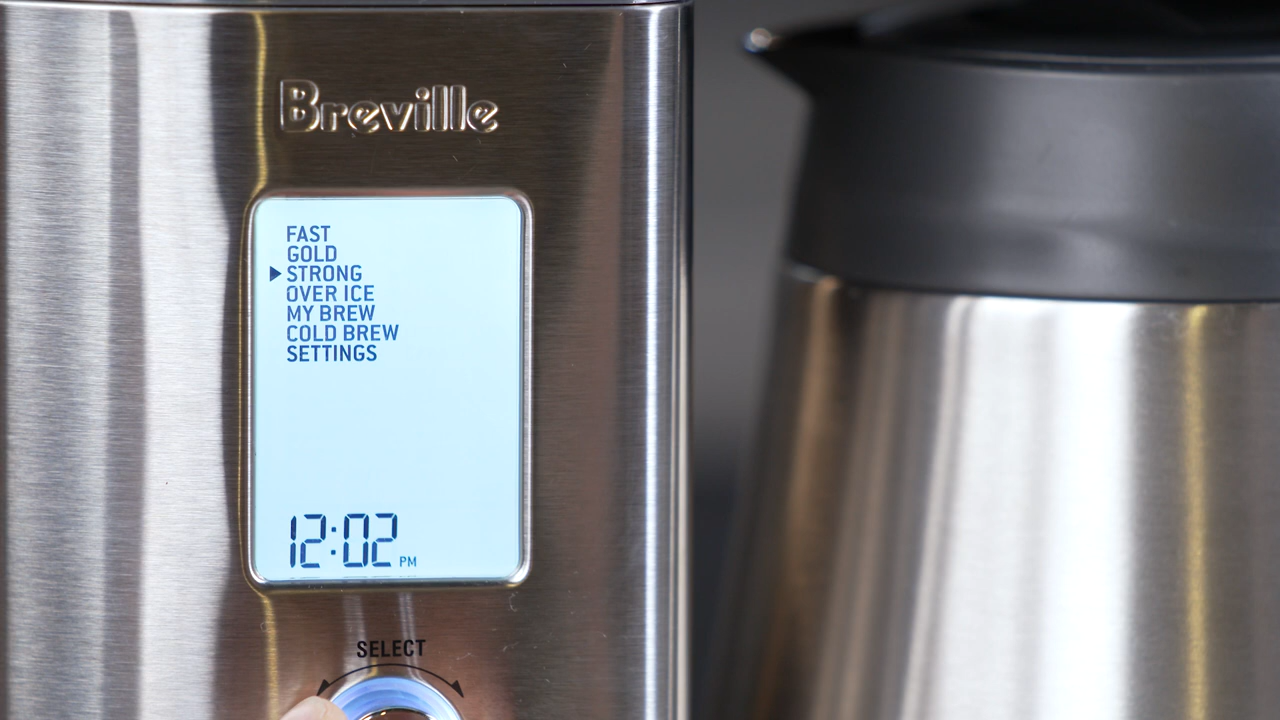 Breville
FAST
GOLD
STRONG
OVER ICE
MY BREW
COLD BREW
SETTINGS
12:02 PM
SELECT